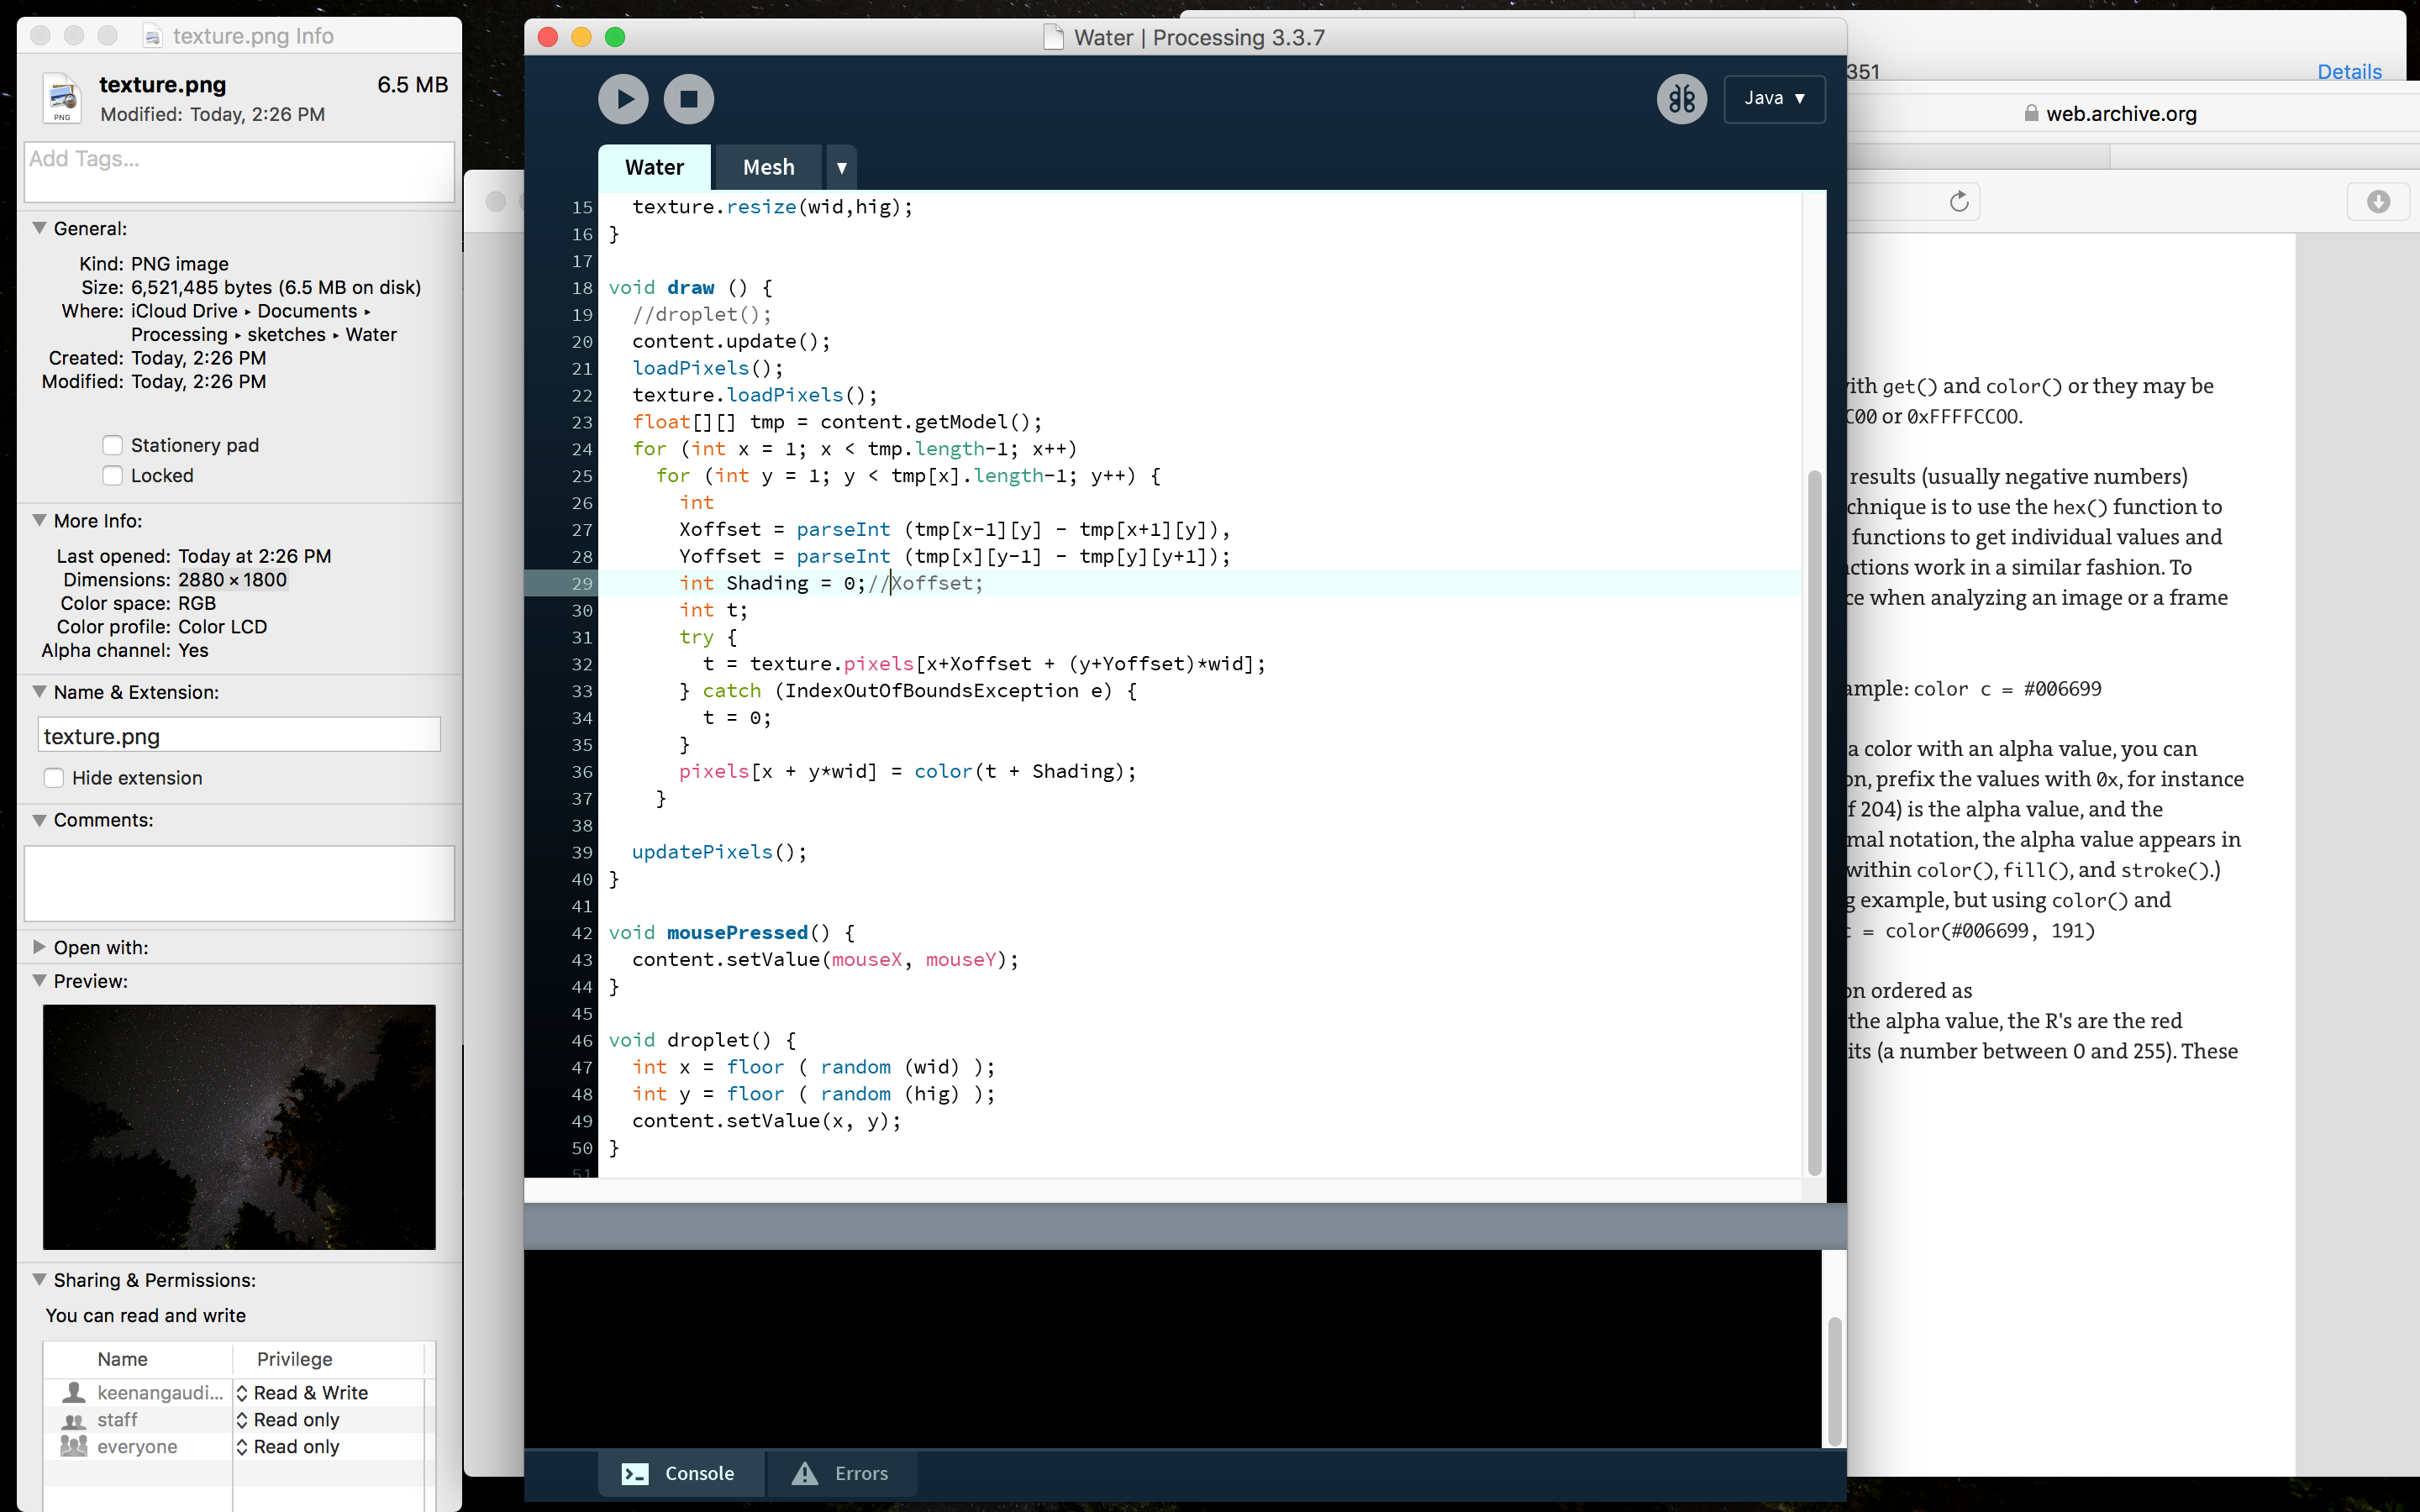 texture.png Info
texture.png 6.5 MB
Modified: Today, 2:26 PM
PNG
Add Tags...
General:
Kind: PNG image
Size: 6,521,485 bytes (6.5 MB on disk)
Where: iCloud Drive ▸ Documents ▸
Processing ▸ sketches ▸ Water
Created: Today, 2:26 PM
Modified: Today, 2:26 PM
Stationery pad
Locked
More Info:
Last opened: Today at 2:26 PM
Dimensions: 2880 × 1800
Color space: RGB
Color profile: Color LCD
Alpha channel: Yes
Name & Extension:
texture.png
Hide extension
Comments:
Open with:
Preview:
Sharing & Permissions:
You can read and write
Name Privilege
keenangaudi... Read & Write
staff Read only
everyone Read only
Water | Processing 3.3.7
Java ▼
Water Mesh ▼
15 texture.resize(wid,hig);
16 }
17
18 void draw () {
19 //droplet();
20 content.update();
21 loadPixels();
22 texture.loadPixels();
23 float[][] tmp = content.getModel();
24 for (int x = 1; x < tmp.length-1; x++)
25 for (int y = 1; y < tmp[x].length-1; y++) {
26 int
27 Xoffset = parseInt (tmp[x-1][y] - tmp[x+1][y]),
28 Yoffset = parseInt (tmp[x][y-1] - tmp[y][y+1]);
29 int Shading = 0;//Xoffset;
30 int t;
31 try {
32 t = texture.pixels[x+Xoffset + (y+Yoffset)*wid];
33 } catch (IndexOutOfBoundsException e) {
34 t = 0;
35 }
36 pixels[x + y*wid] = color(t + Shading);
37 }
38
39 updatePixels();
40 }
41
42 void mousePressed() {
43 content.setValue(mouseX, mouseY);
44 }
45
46 void droplet() {
47 int x = floor ( random (wid) );
48 int y = floor ( random (hig) );
49 content.setValue(x, y);
50 }
51
Console Errors
351 Details
web.archive.org
with get() and color() or they may be
C00 or 0xFFFFCC00.
results (usually negative numbers)
chnique is to use the hex() function to
functions to get individual values and
ctions work in a similar fashion. To
ce when analyzing an image or a frame
ample: color c = #006699
a color with an alpha value, you can
on, prefix the values with 0x, for instance
f 204) is the alpha value, and the
mal notation, the alpha value appears in
within color(), fill(), and stroke().)
g example, but using color() and
c = color(#006699, 191)
on ordered as
the alpha value, the R's are the red
its (a number between 0 and 255). These